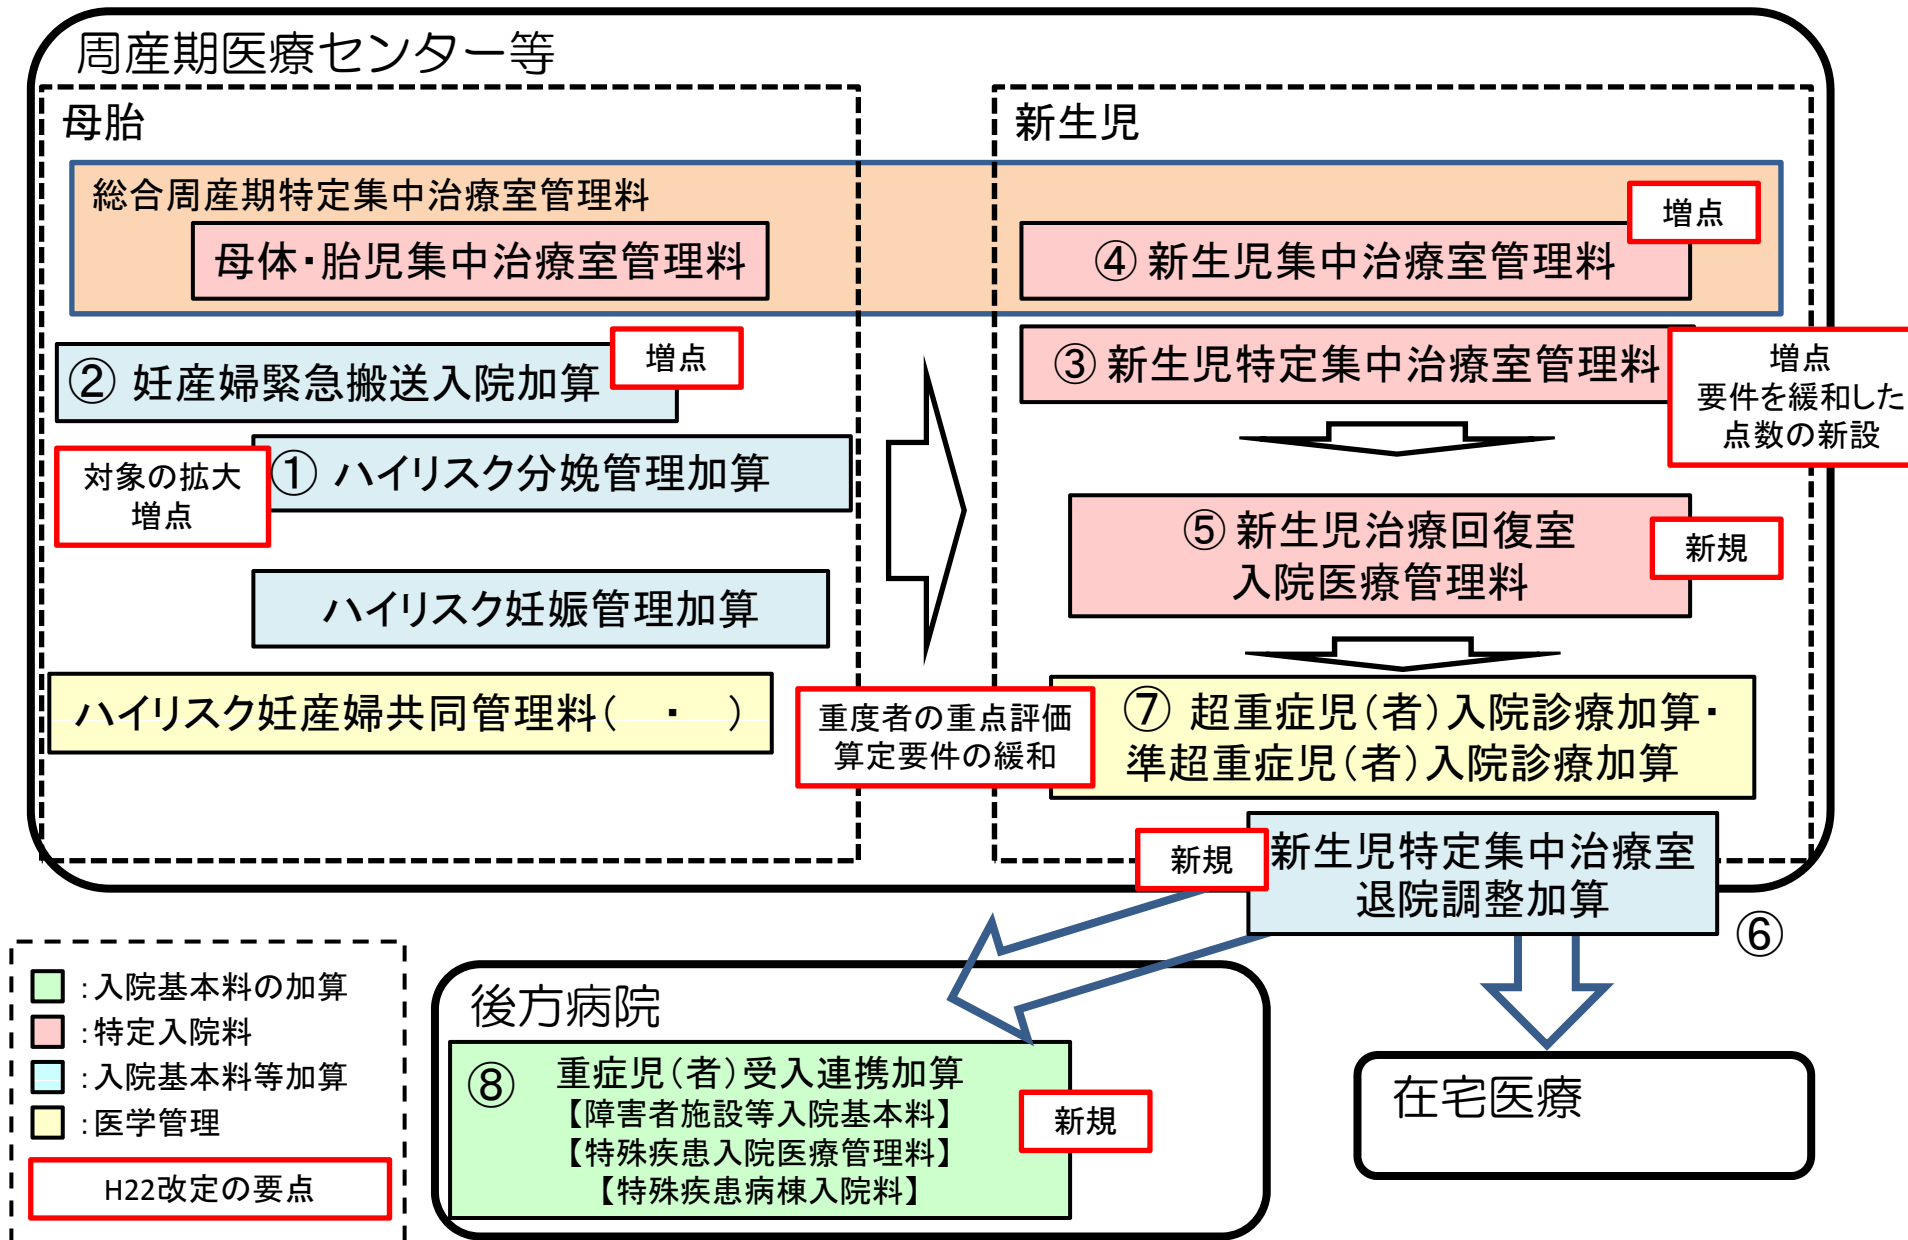 周産期医療センター等
母胎
総合周産期特定集中治療室管理料
母体・胎児集中治療室管理料
② 妊産婦緊急搬送入院加算
増点
対象の拡大
増点
① ハイリスク分娩管理加算
ハイリスク妊娠管理加算
ハイリスク妊産婦共同管理料(　・　)
新生児
④ 新生児集中治療室管理料
増点
③ 新生児特定集中治療室管理料
増点
要件を緩和した
点数の新設
⑤ 新生児治療回復室
入院医療管理料
新規
重度者の重点評価
算定要件の緩和
⑦ 超重症児(者)入院診療加算・
準超重症児(者)入院診療加算
新規
新生児特定集中治療室
退院調整加算
⑥
:入院基本料の加算
:特定入院料
:入院基本料等加算
:医学管理
H22改定の要点
後方病院
⑧ 重症児(者)受入連携加算
【障害者施設等入院基本料】
【特殊疾患入院医療管理料】
【特殊疾患病棟入院料】
新規
在宅医療